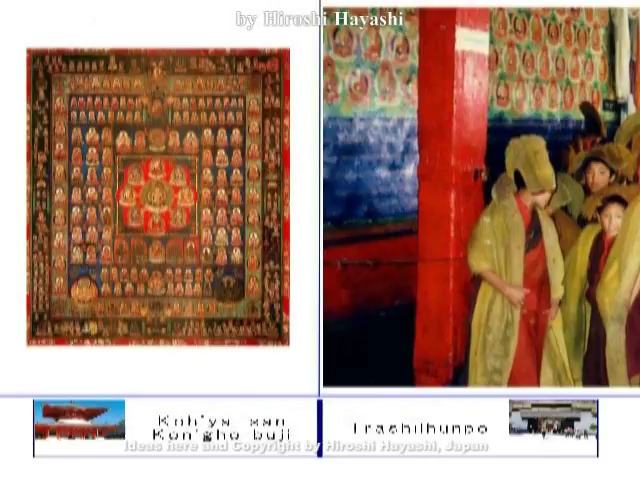 by Hiroshi Hayashi
Koh'ya san
Kon'gho buji
Trashilhunpo
Ideas here and Copyright by Hiroshi Hayashi, Japan